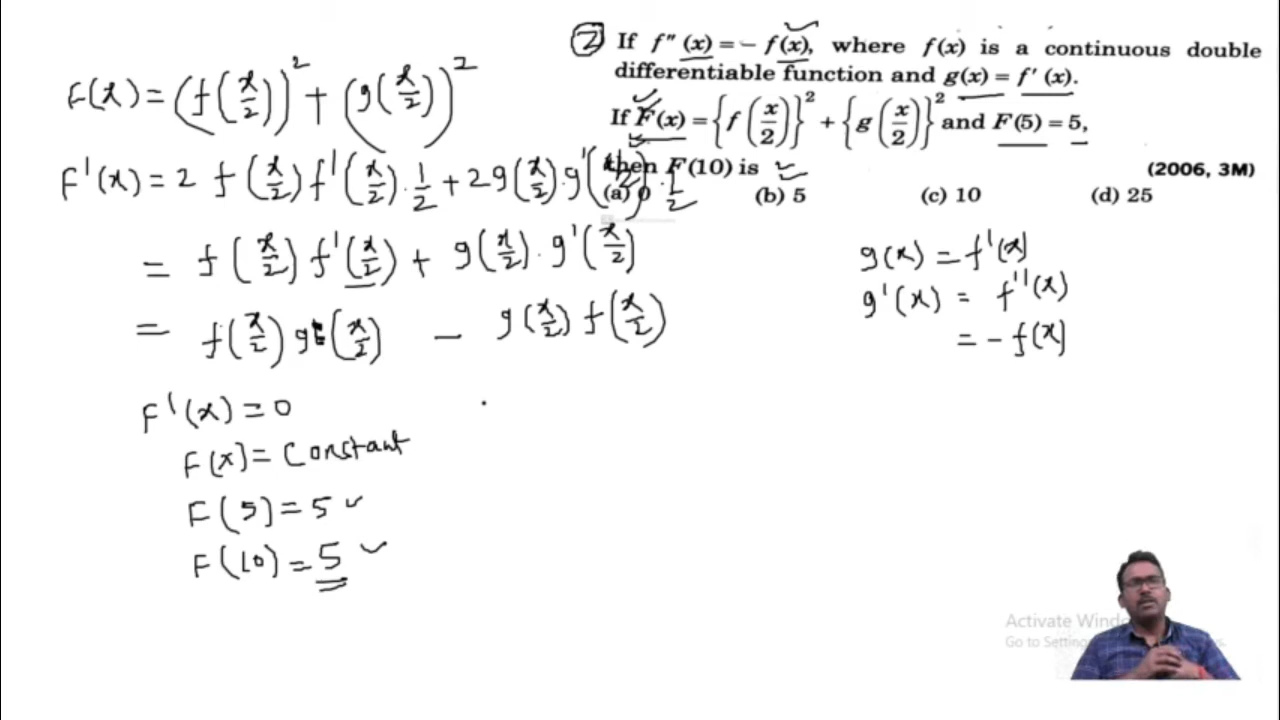 ② If f" (x) = – f(x), where f(x) is a continuous double
differentiable function and g(x) = f' (x).
If F(x) = {f(x/2)}² + {g(x/2)}² and F(5) = 5,
then F(10) is
(2006, 3M)
(a) 0 (b) 5 (c) 10 (d) 25
F(x) = (f(x/2))² + (g(x/2))²
F'(x) = 2 f(x/2) f'(x/2) · 1/2 + 2g(x/2) · g'(x/2) · 1/2
= f(x/2) f'(x/2) + g(x/2) · g'(x/2)
= f(x/2) g(x/2) – g(x/2) f(x/2)
F'(x) = 0
F(x) = Constant
F(5) = 5
F(10) = 5
g(x) = f'(x)
g'(x) = f''(x)
= – f(x)
Activate Wind
Go to Setting